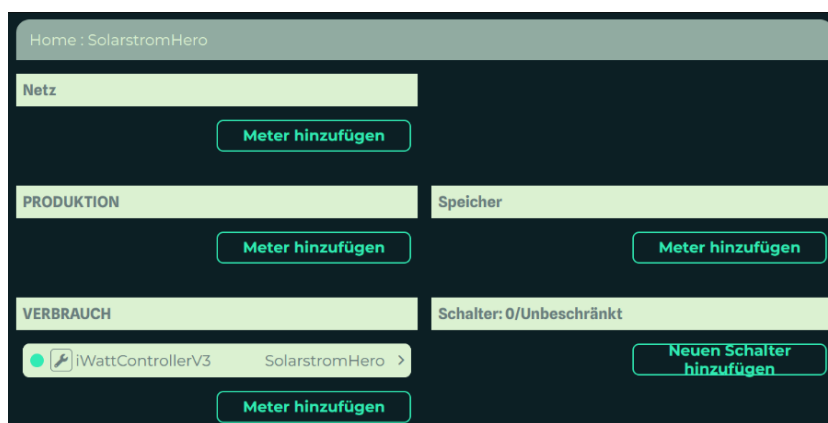 Home : SolarstromHero
Netz
Meter hinzufügen
PRODUKTION
Speicher
Meter hinzufügen
Meter hinzufügen
VERBRAUCH
Schalter: 0/Unbeschränkt
iWattControllerV3 SolarstromHero
Neuen Schalter
hinzufügen
Meter hinzufügen